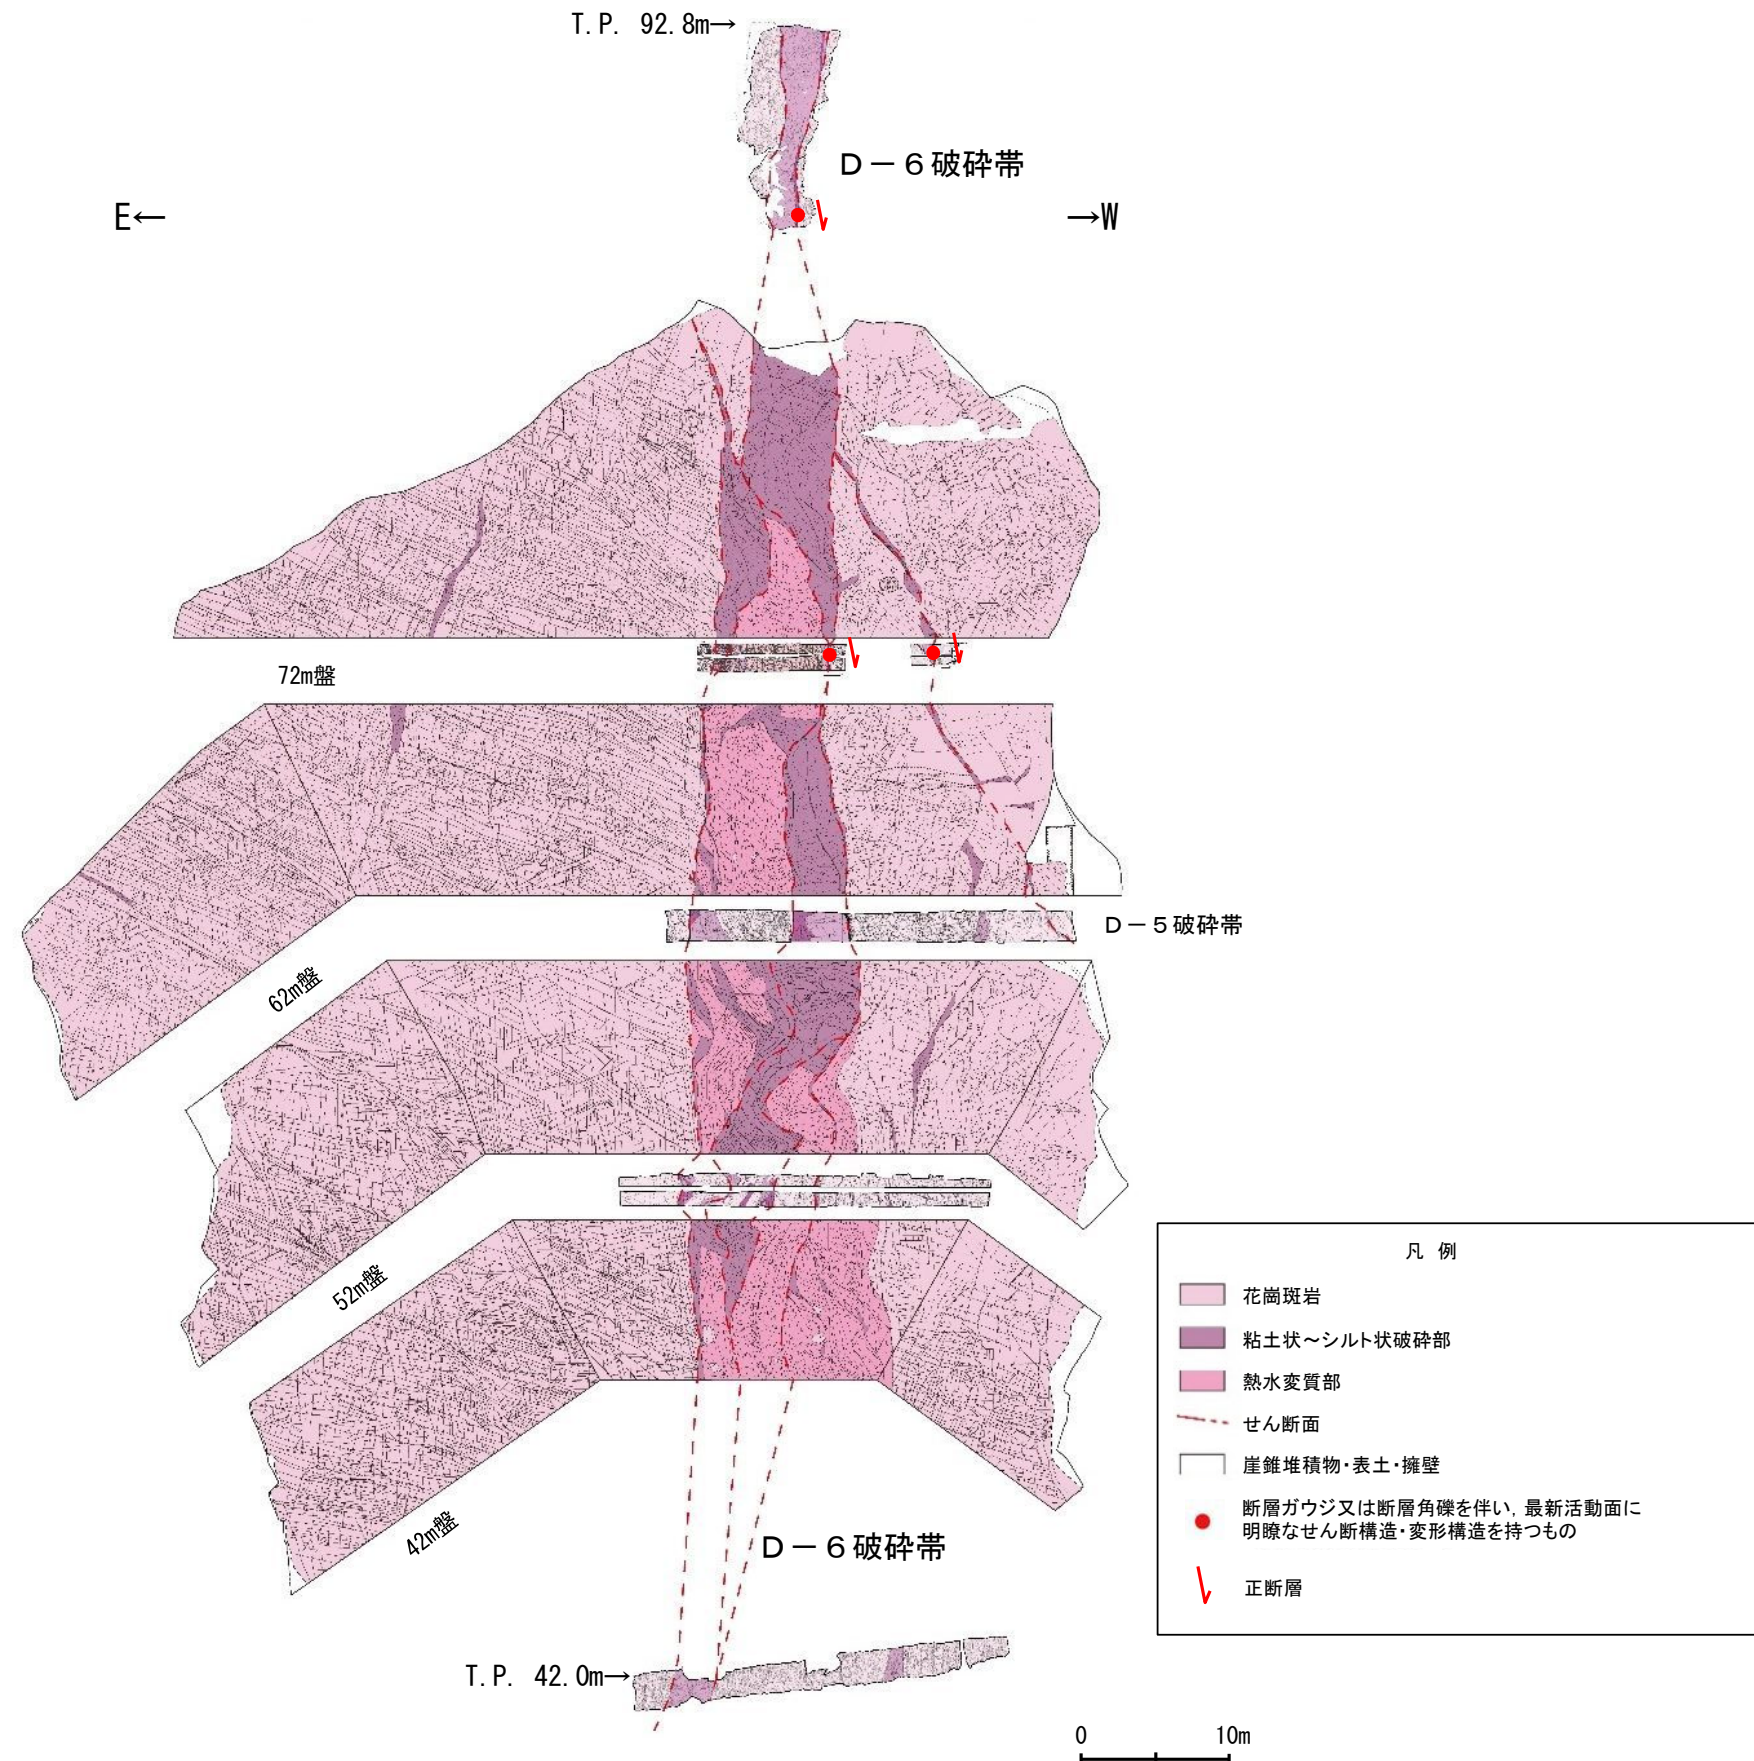 T.P. 92.8m→
D－6破砕帯
E←
→W
72m盤
D－5破砕帯
62m盤
52m盤
42m盤
D－6破砕帯
T.P. 42.0m→
凡 例
花崗斑岩
粘土状～シルト状破砕部
熱水変質部
せん断面
崖錐堆積物・表土・擁壁
断層ガウジ又は断層角礫を伴い，最新活動面に
明瞭なせん断構造・変形構造を持つもの
正断層
0 10m